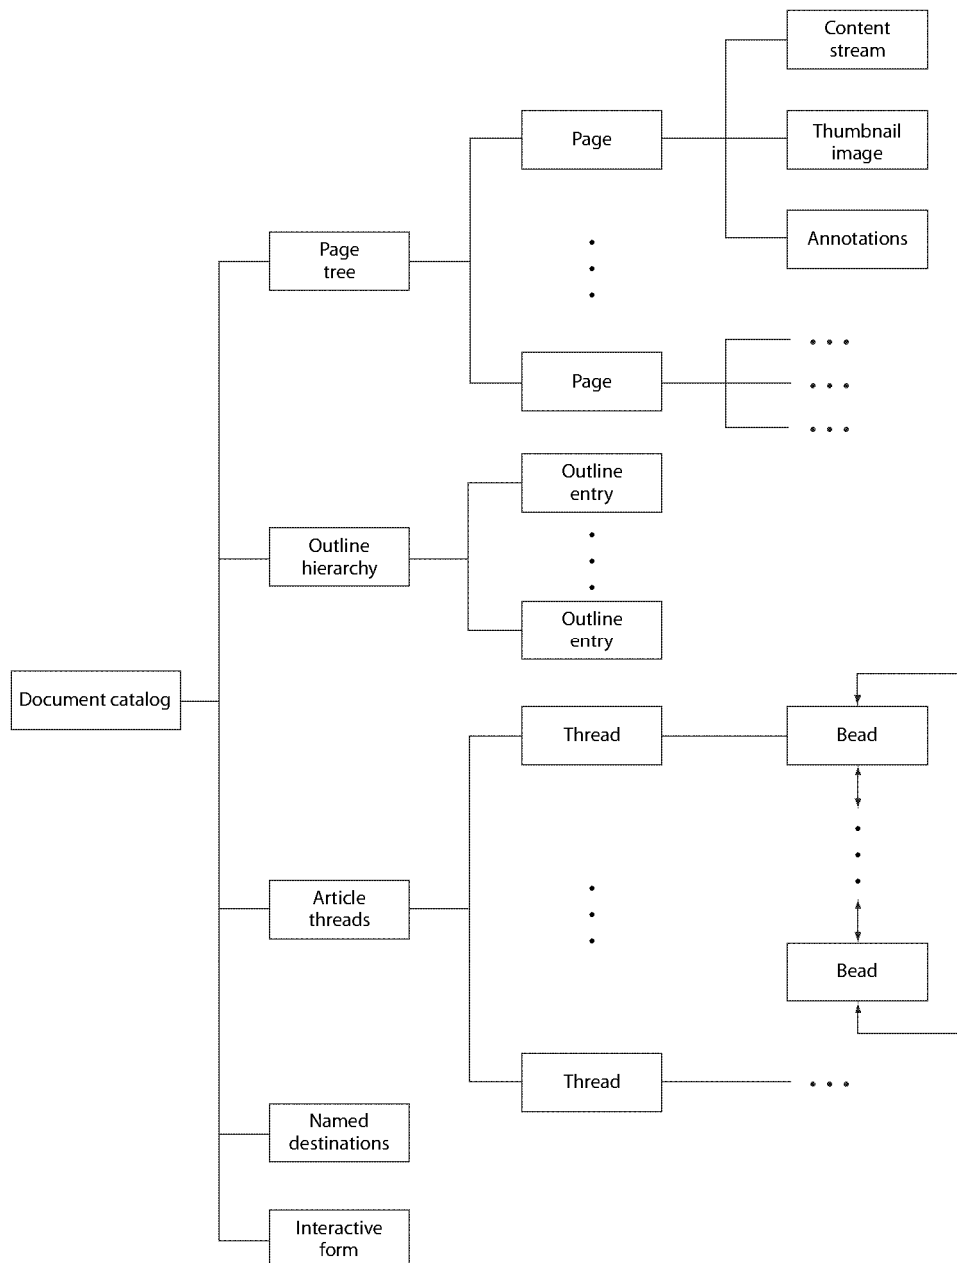 Content
stream
Page
Thumbnail
image
Annotations
Page
tree
Page
Outline
entry
Outline
hierarchy
Outline
entry
Document catalog
Thread
Bead
Article
threads
Bead
Thread
Named
destinations
Interactive
form